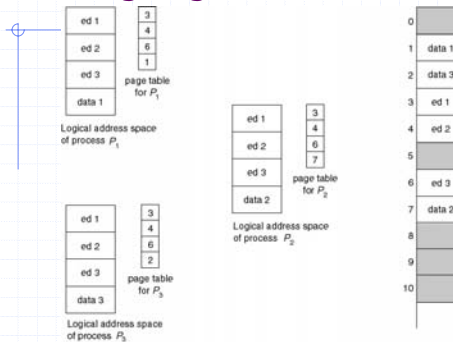 ed 1
ed 2
ed 3
data 1
3
4
6
1
page table
for P1
Logical address space
of process P1
ed 1
ed 2
ed 3
data 2
3
4
6
7
page table
for P2
Logical address space
of process P2
ed 1
ed 2
ed 3
data 3
3
4
6
2
page table
for P3
Logical address space
of process P3
0
1 data 1
2 data 3
3 ed 1
4 ed 2
5
6 ed 3
7 data 2
8
9
10